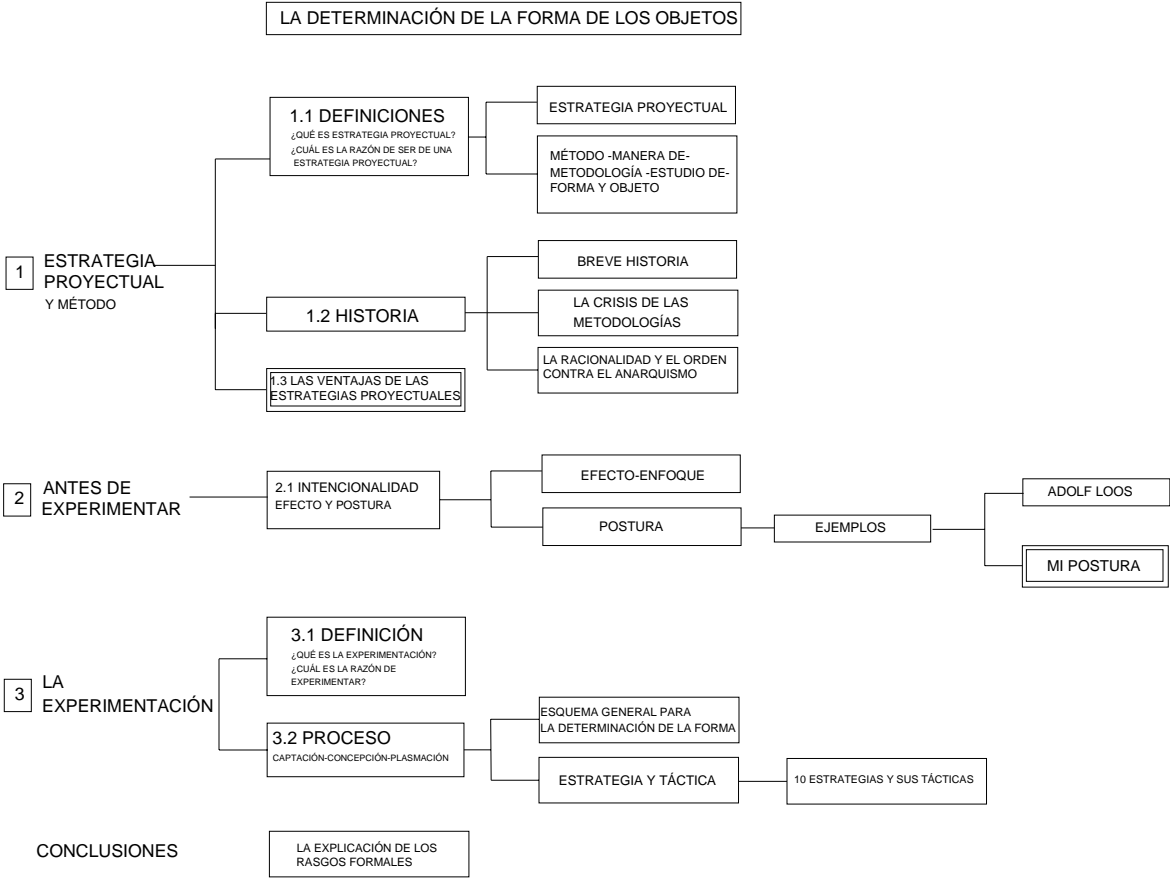 LA DETERMINACIÓN DE LA FORMA DE LOS OBJETOS
1
ESTRATEGIA
PROYECTUAL
Y MÉTODO
1.1 DEFINICIONES
¿QUÉ ES ESTRATEGIA PROYECTUAL?
¿CUÁL ES LA RAZÓN DE SER DE UNA
ESTRATEGIA PROYECTUAL?
ESTRATEGIA PROYECTUAL
MÉTODO -MANERA DE-
METODOLOGÍA -ESTUDIO DE-
FORMA Y OBJETO
1.2 HISTORIA
BREVE HISTORIA
LA CRISIS DE LAS
METODOLOGÍAS
LA RACIONALIDAD Y EL ORDEN
CONTRA EL ANARQUISMO
1.3 LAS VENTAJAS DE LAS
ESTRATEGIAS PROYECTUALES
2
ANTES DE
EXPERIMENTAR
2.1 INTENCIONALIDAD
EFECTO Y POSTURA
EFECTO-ENFOQUE
POSTURA
EJEMPLOS
ADOLF LOOS
MI POSTURA
3
LA
EXPERIMENTACIÓN
3.1 DEFINICIÓN
¿QUÉ ES LA EXPERIMENTACIÓN?
¿CUÁL ES LA RAZÓN DE
EXPERIMENTAR?
3.2 PROCESO
CAPTACIÓN-CONCEPCIÓN-PLASMACIÓN
ESQUEMA GENERAL PARA
LA DETERMINACIÓN DE LA FORMA
ESTRATEGIA Y TÁCTICA
10 ESTRATEGIAS Y SUS TÁCTICAS
CONCLUSIONES
LA EXPLICACIÓN DE LOS
RASGOS FORMALES